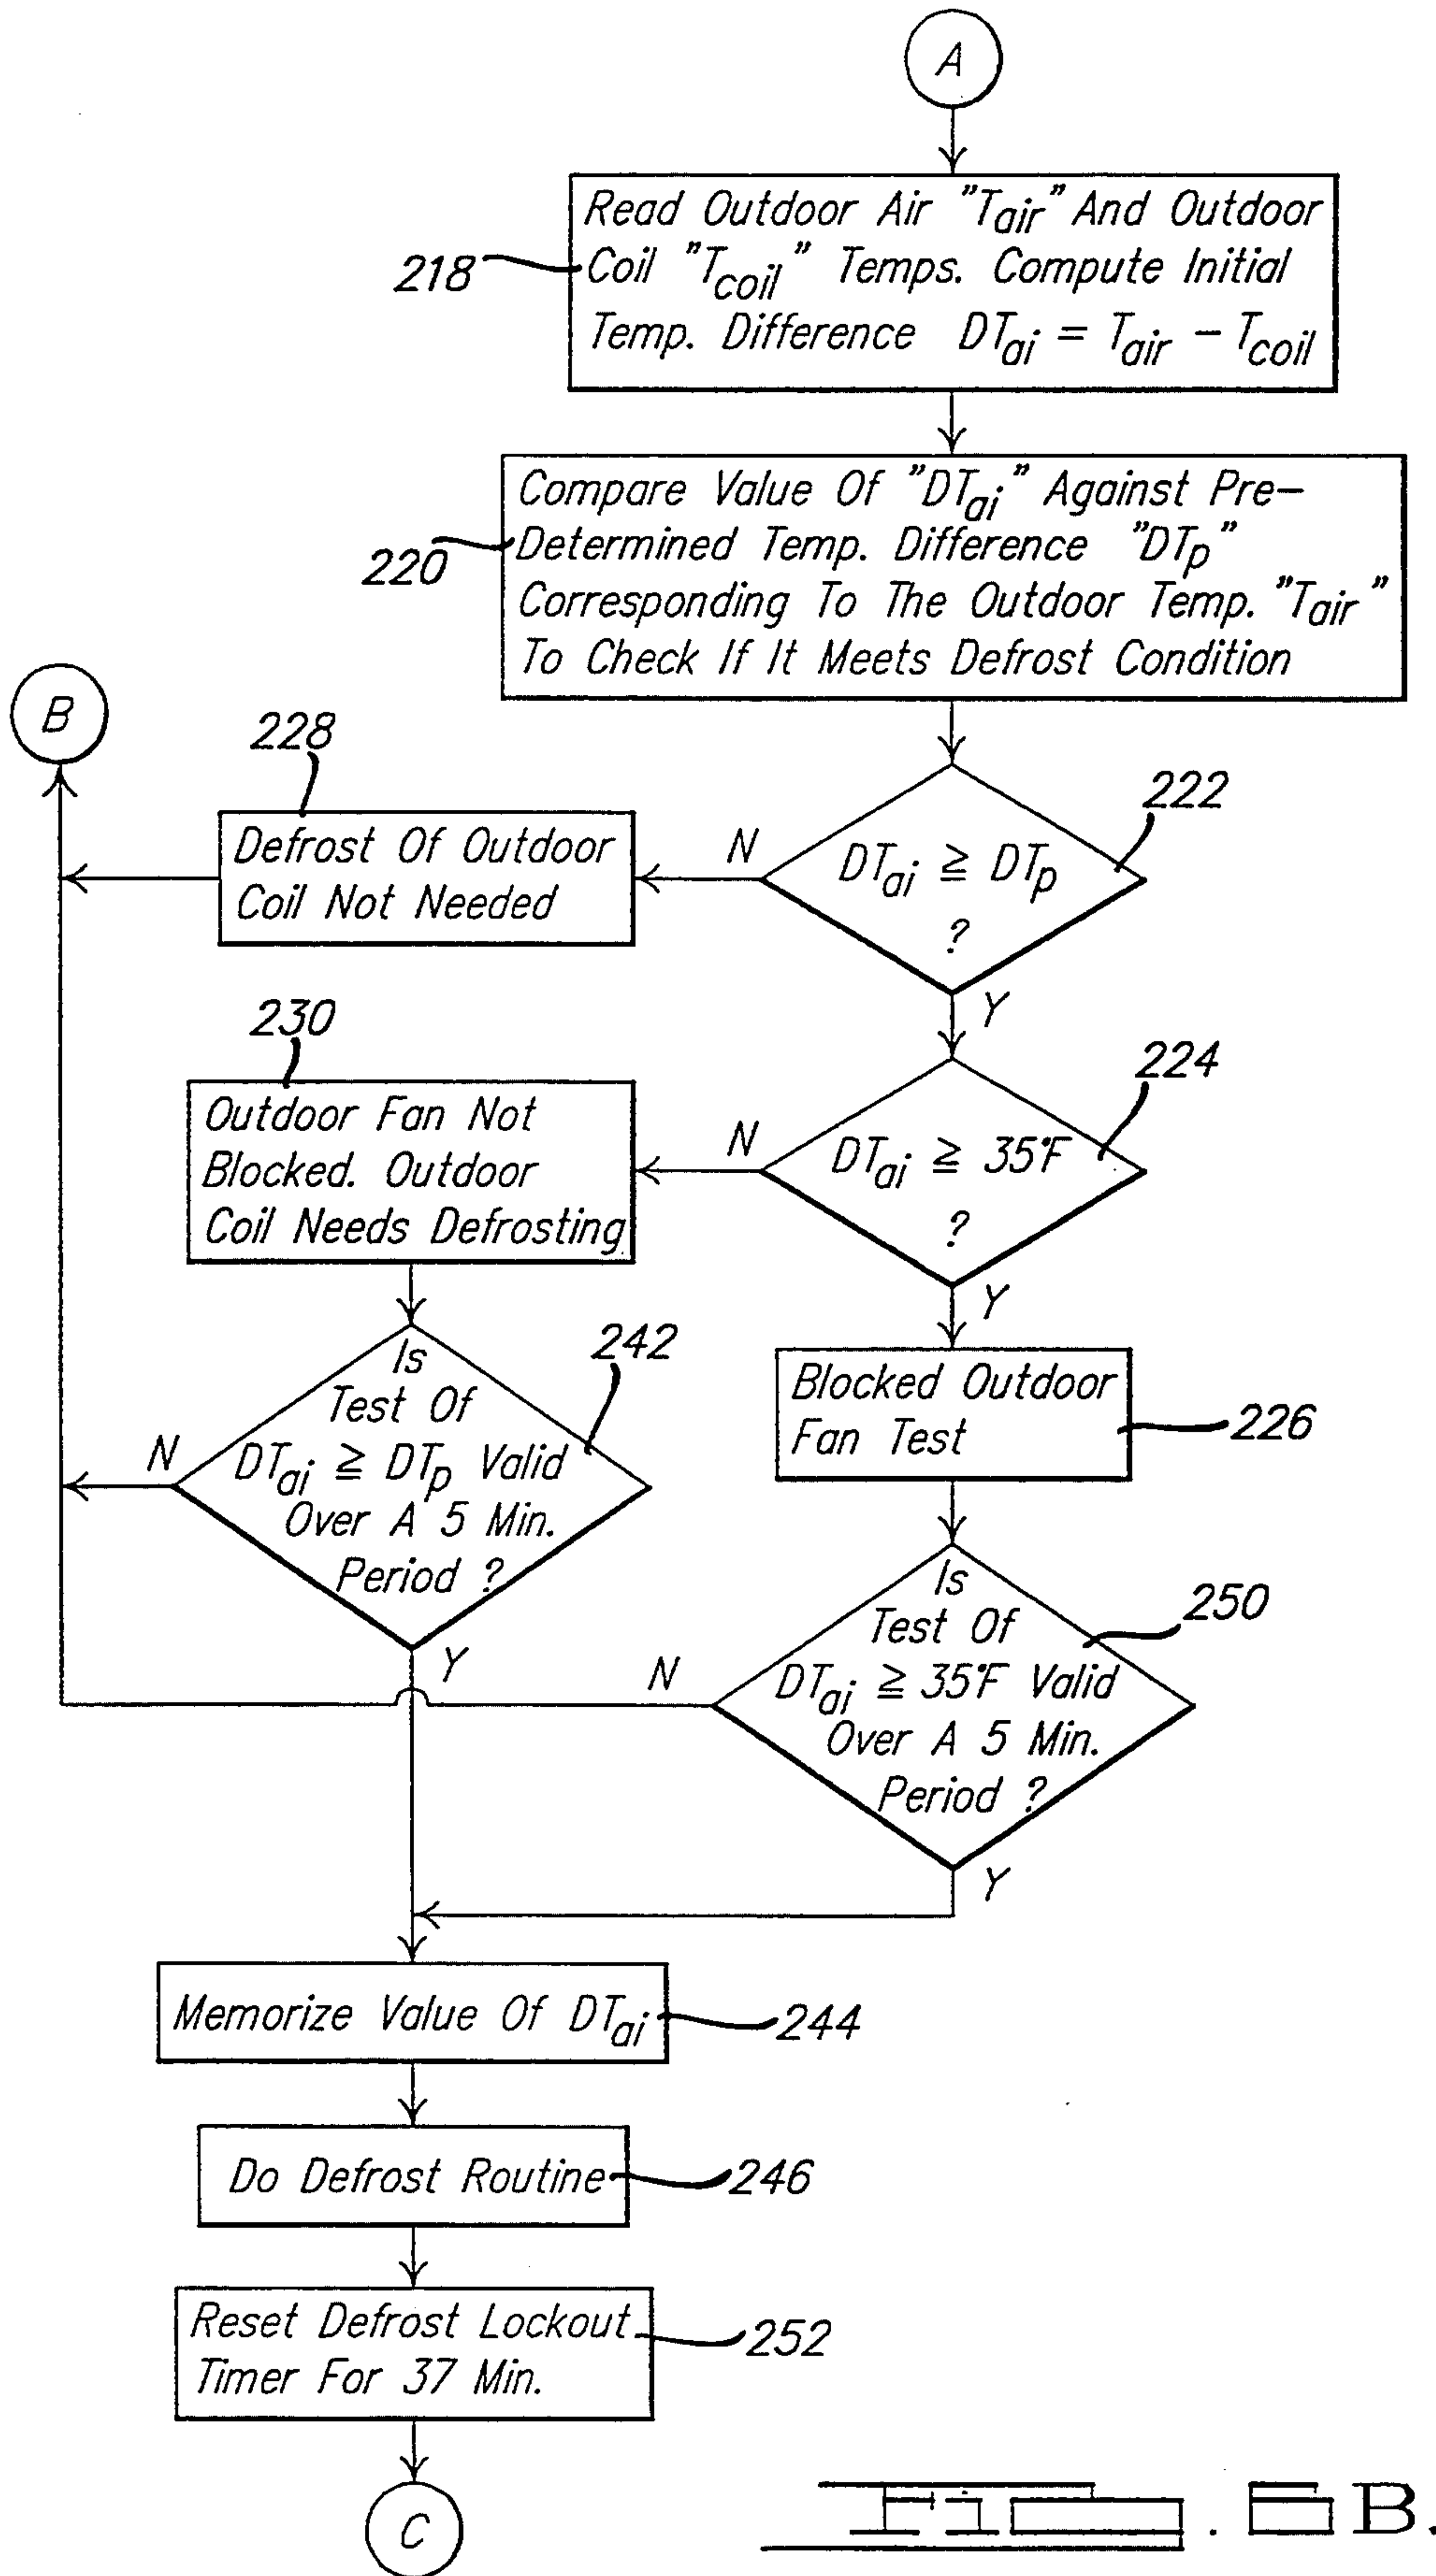 A
Read Outdoor Air "Tair" And Outdoor
Coil "Tcoil" Temps. Compute Initial
Temp. Difference DTai = Tair - Tcoil
218
Compare Value Of "DTai" Against Pre-
Determined Temp. Difference "DTp"
Corresponding To The Outdoor Temp. "Tair"
To Check If It Meets Defrost Condition
220
B
228
Defrost Of Outdoor
Coil Not Needed
N
DTai ≧ DTp
?
222
Y
230
Outdoor Fan Not
Blocked. Outdoor
Coil Needs Defrosting
N
DTai ≧ 35°F
?
224
Y
Is
Test Of
DTai ≧ DTp Valid
Over A 5 Min.
Period ?
242
N
Y
Blocked Outdoor
Fan Test
226
Is
Test Of
DTai ≧ 35°F Valid
Over A 5 Min.
Period ?
250
N
Y
Memorize Value Of DTai
244
Do Defrost Routine
246
Reset Defrost Lockout
Timer For 37 Min.
252
C